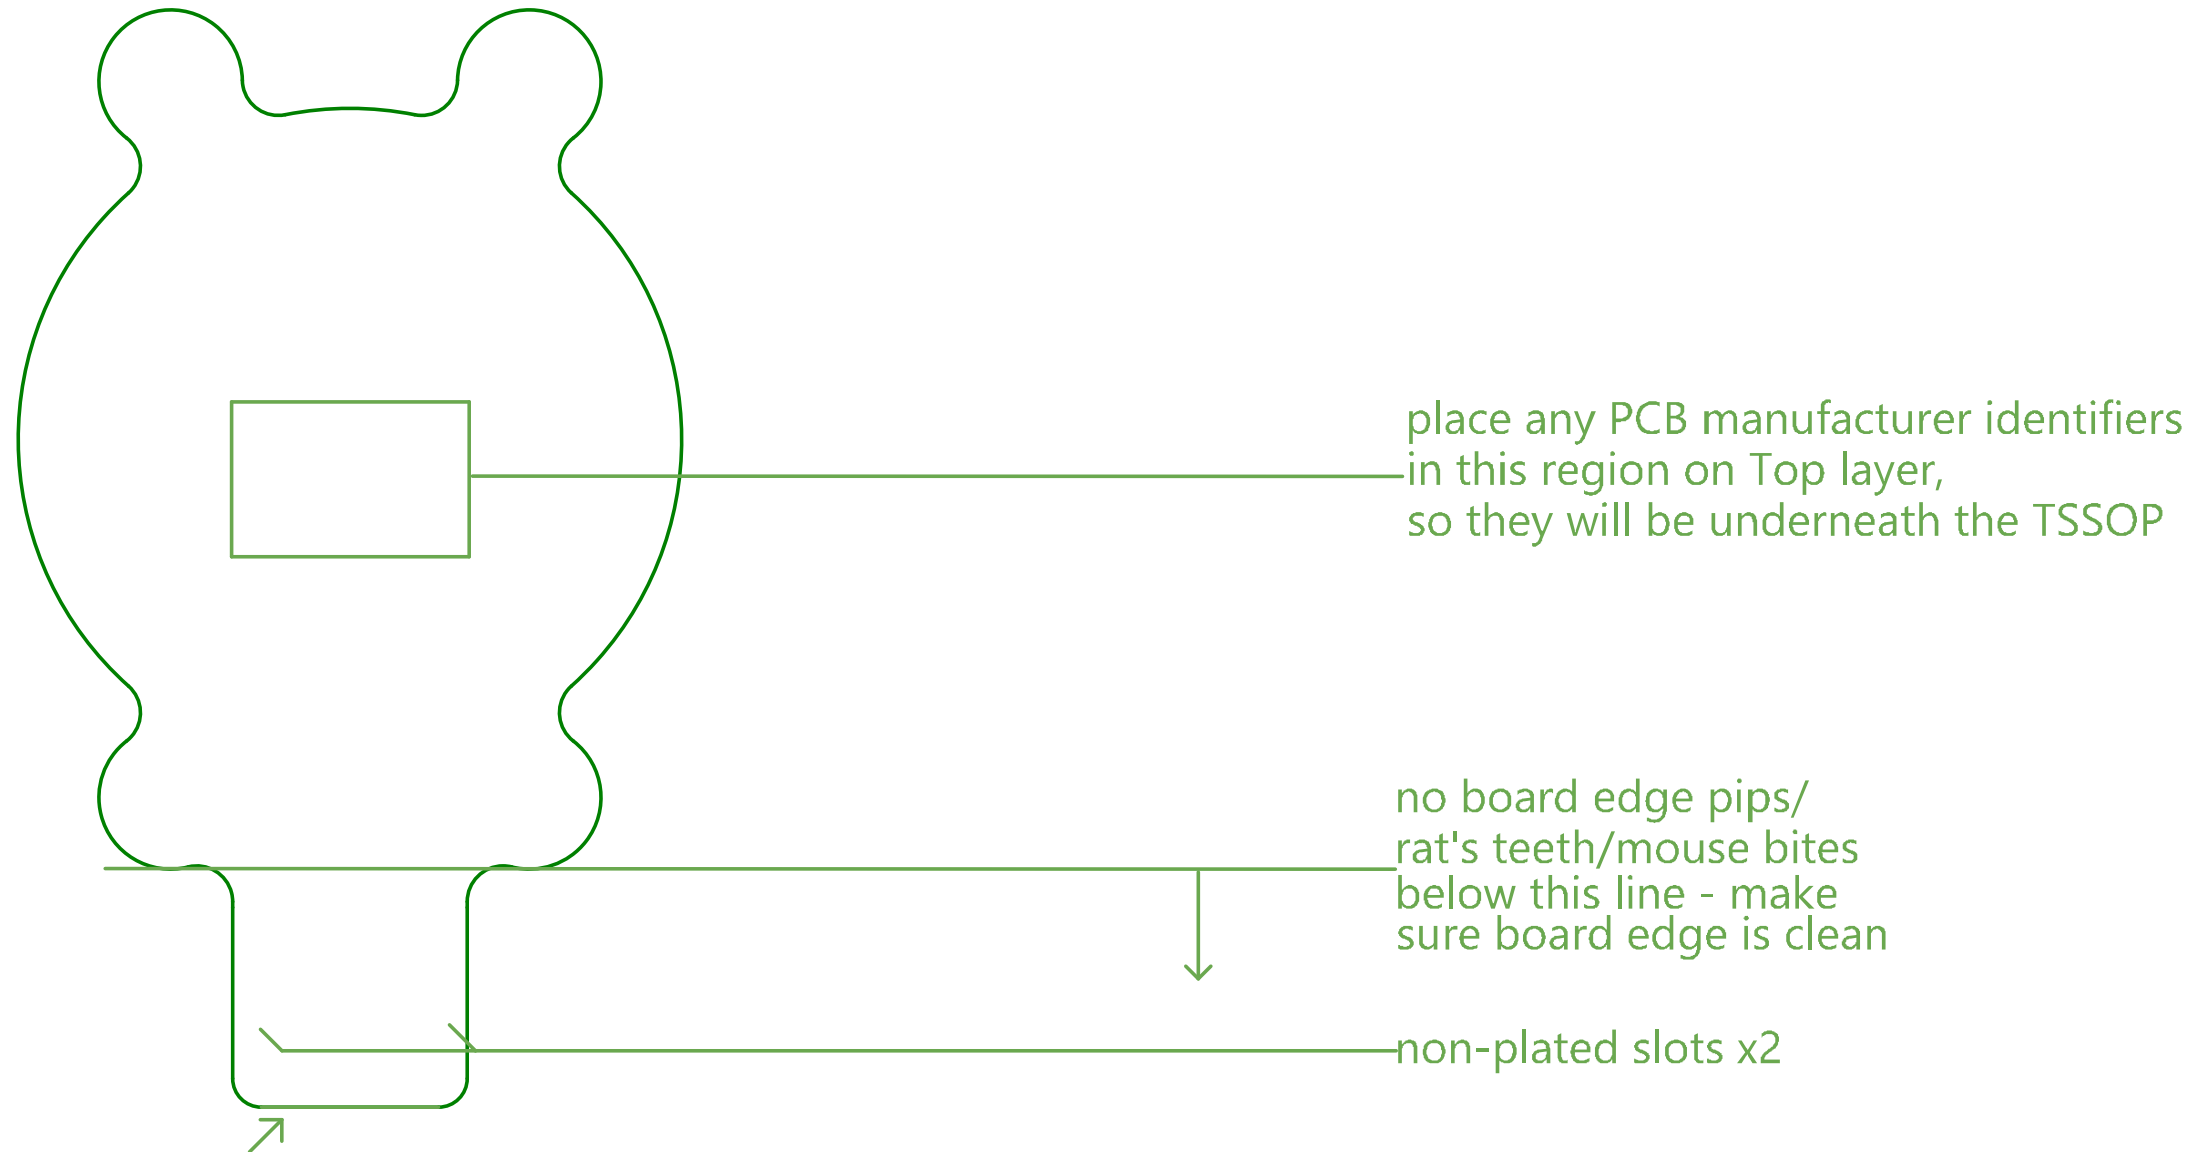 place any PCB manufacturer identifiers
in this region on Top layer,
so they will be underneath the TSSOP
no board edge pips/
rat's teeth/mouse bites
below this line - make
sure board edge is clean
non-plated slots x2